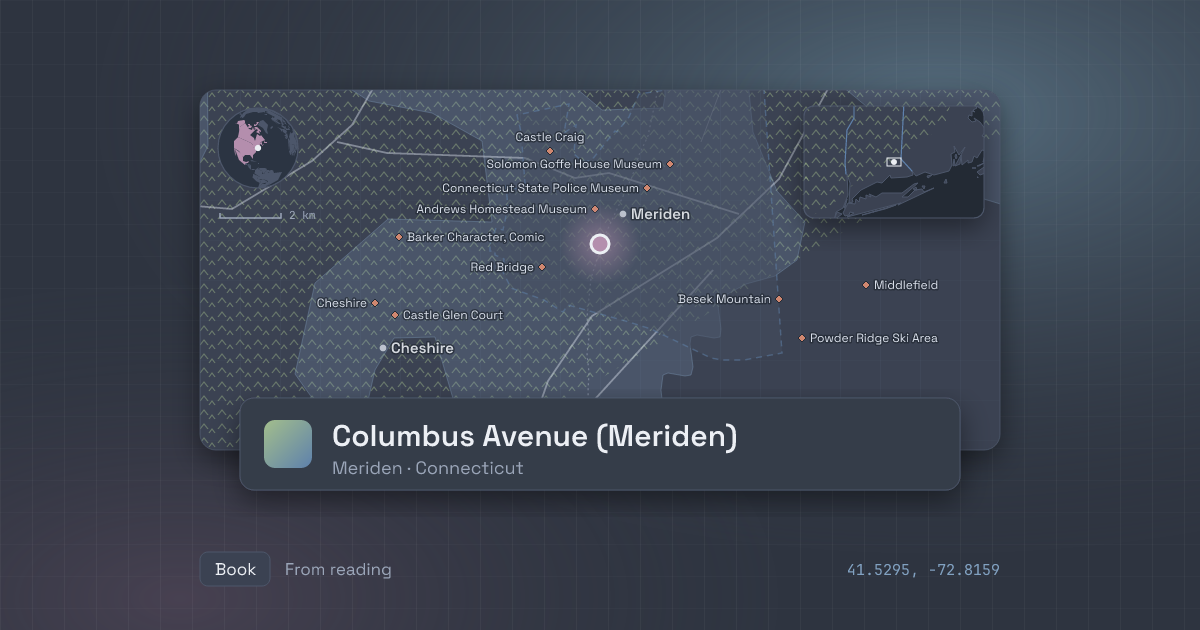 Castle Craig
Solomon Goffe House Museum
Connecticut State Police Museum
Andrews Homestead Museum
Meriden
2 km
Barker Character, Comic
Red Bridge
Middlefield
Besek Mountain
Cheshire
Castle Glen Court
Powder Ridge Ski Area
Cheshire
Columbus Avenue (Meriden)
Meriden · Connecticut
Book
From reading
41.5295, -72.8159